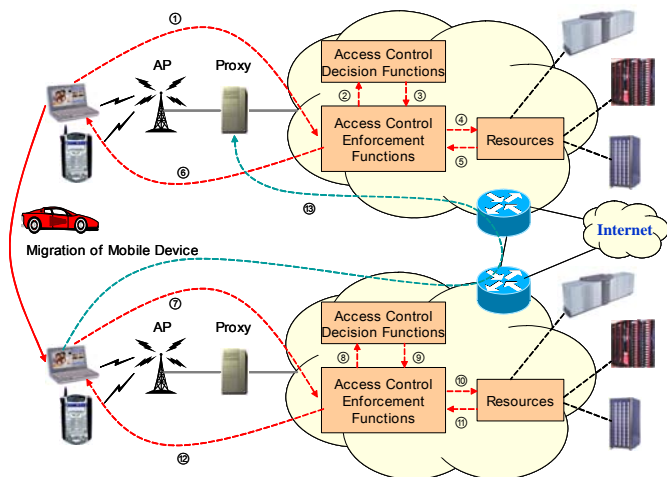 ①
AP
Proxy
Access Control
Decision Functions
②
③
Access Control
Enforcement
Functions
④
⑤
Resources
⑥
⑬
Migration of Mobile Device
Internet
⑦
AP
Proxy
Access Control
Decision Functions
⑧
⑨
Access Control
Enforcement
Functions
⑩
⑪
Resources
⑫